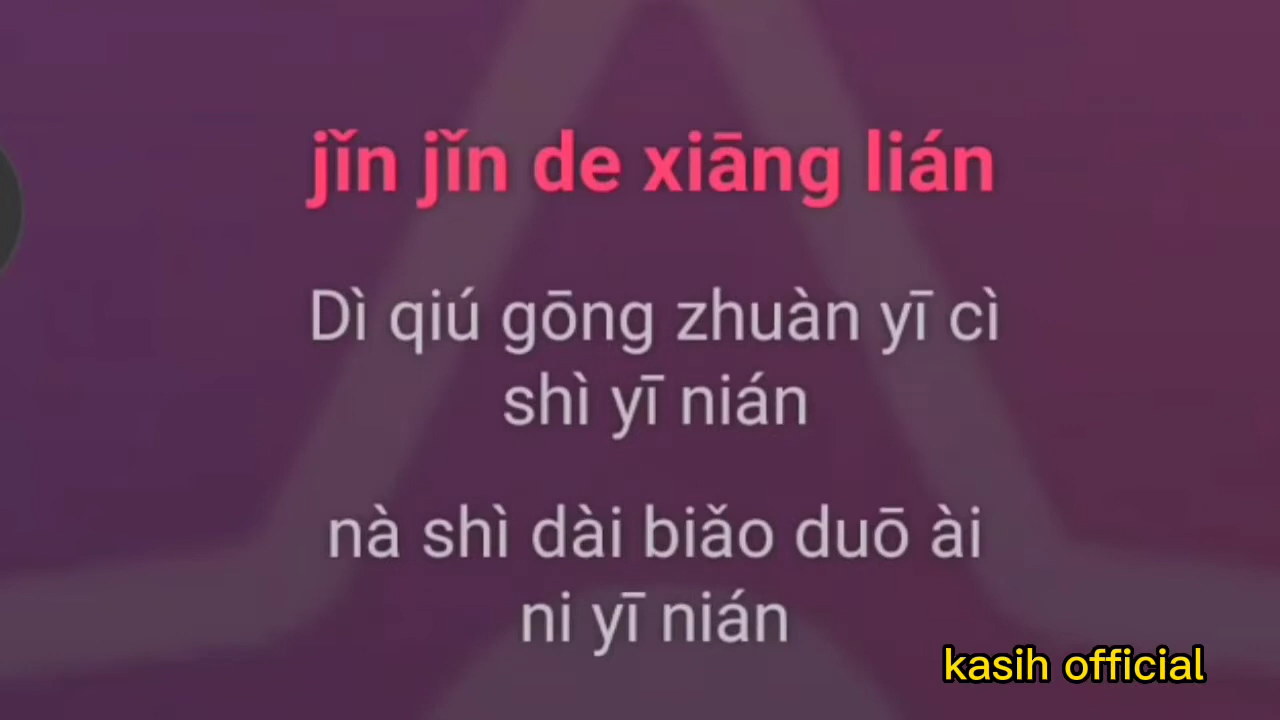 jǐn jǐn de xiāng lián
Dì qiú gōng zhuàn yī cì
shì yī nián
nà shì dài biǎo duō ài
ni yī nián
kasih official